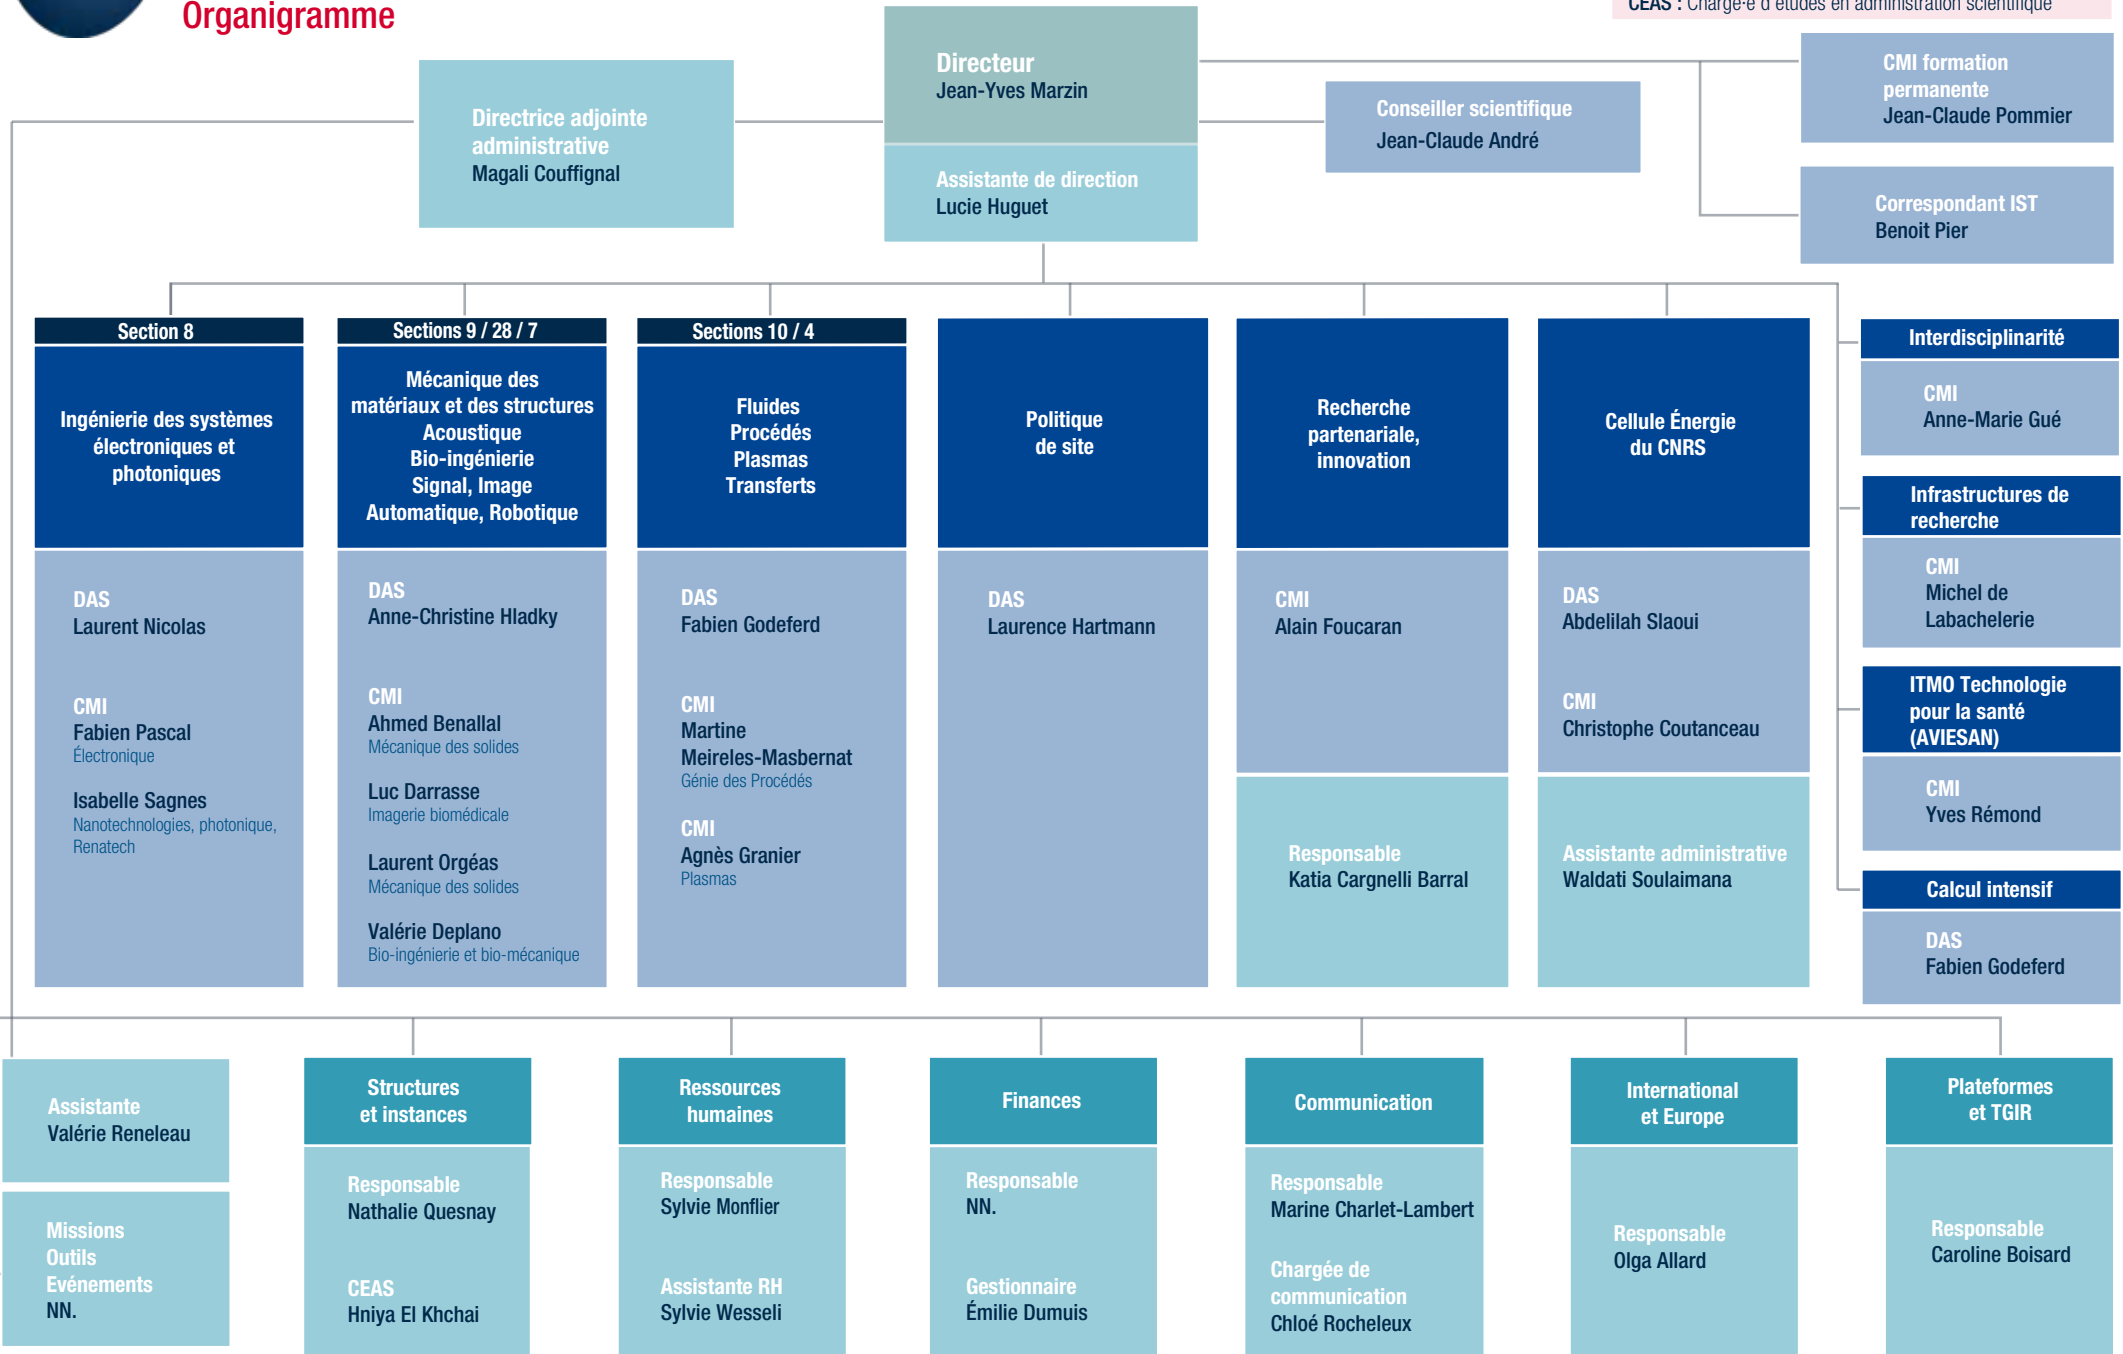 Organigramme
CEAS : Chargé·e d'études en administration scientifique
Directeur
Jean-Yves Marzin
Assistante de direction
Lucie Huguet
Directrice adjointe
administrative
Magali Couffignal
Conseiller scientifique
Jean-Claude André
CMI formation
permanente
Jean-Claude Pommier
Correspondant IST
Benoit Pier
Section 8
Ingénierie des systèmes
électroniques et
photoniques
DAS
Laurent Nicolas
CMI
Fabien Pascal
Électronique
Isabelle Sagnes
Nanotechnologies, photonique,
Renatech
Sections 9 / 28 / 7
Mécanique des
matériaux et des structures
Acoustique
Bio-ingénierie
Signal, Image
Automatique, Robotique
DAS
Anne-Christine Hladky
CMI
Ahmed Benallal
Mécanique des solides
Luc Darrasse
Imagerie biomédicale
Laurent Orgéas
Mécanique des solides
Valérie Deplano
Bio-ingénierie et bio-mécanique
Sections 10 / 4
Fluides
Procédés
Plasmas
Transferts
DAS
Fabien Godeferd
CMI
Martine
Meireles-Masbernat
Génie des Procédés
CMI
Agnès Granier
Plasmas
Politique
de site
DAS
Laurence Hartmann
Recherche
partenariale,
innovation
CMI
Alain Foucaran
Responsable
Katia Cargnelli Barral
Cellule Énergie
du CNRS
DAS
Abdelilah Slaoui
CMI
Christophe Coutanceau
Assistante administrative
Waldati Soulaimana
Interdisciplinarité
CMI
Anne-Marie Gué
Infrastructures de
recherche
CMI
Michel de
Labachelerie
ITMO Technologie
pour la santé
(AVIESAN)
CMI
Yves Rémond
Calcul intensif
DAS
Fabien Godeferd
Assistante
Valérie Reneleau
Missions
Outils
Evénements
NN.
Structures
et instances
Responsable
Nathalie Quesnay
CEAS
Hniya El Khchai
Ressources
humaines
Responsable
Sylvie Monflier
Assistante RH
Sylvie Wesseli
Finances
Responsable
NN.
Gestionnaire
Émilie Dumuis
Communication
Responsable
Marine Charlet-Lambert
Chargée de
communication
Chloé Rocheleux
International
et Europe
Responsable
Olga Allard
Plateformes
et TGIR
Responsable
Caroline Boisard